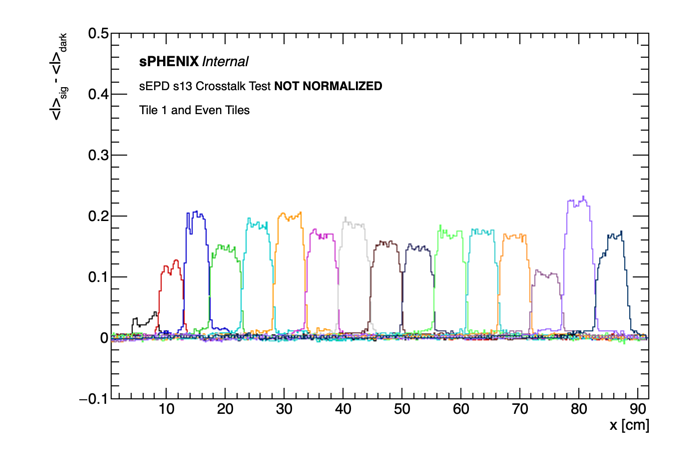 0.5
0.4
0.3
0.2
0.1
0
−0.1
<I>sig - <I>dark
sPHENIX Internal
sEPD s13 Crosstalk Test NOT NORMALIZED
Tile 1 and Even Tiles
10 20 30 40 50 60 70 80 90
x [cm]